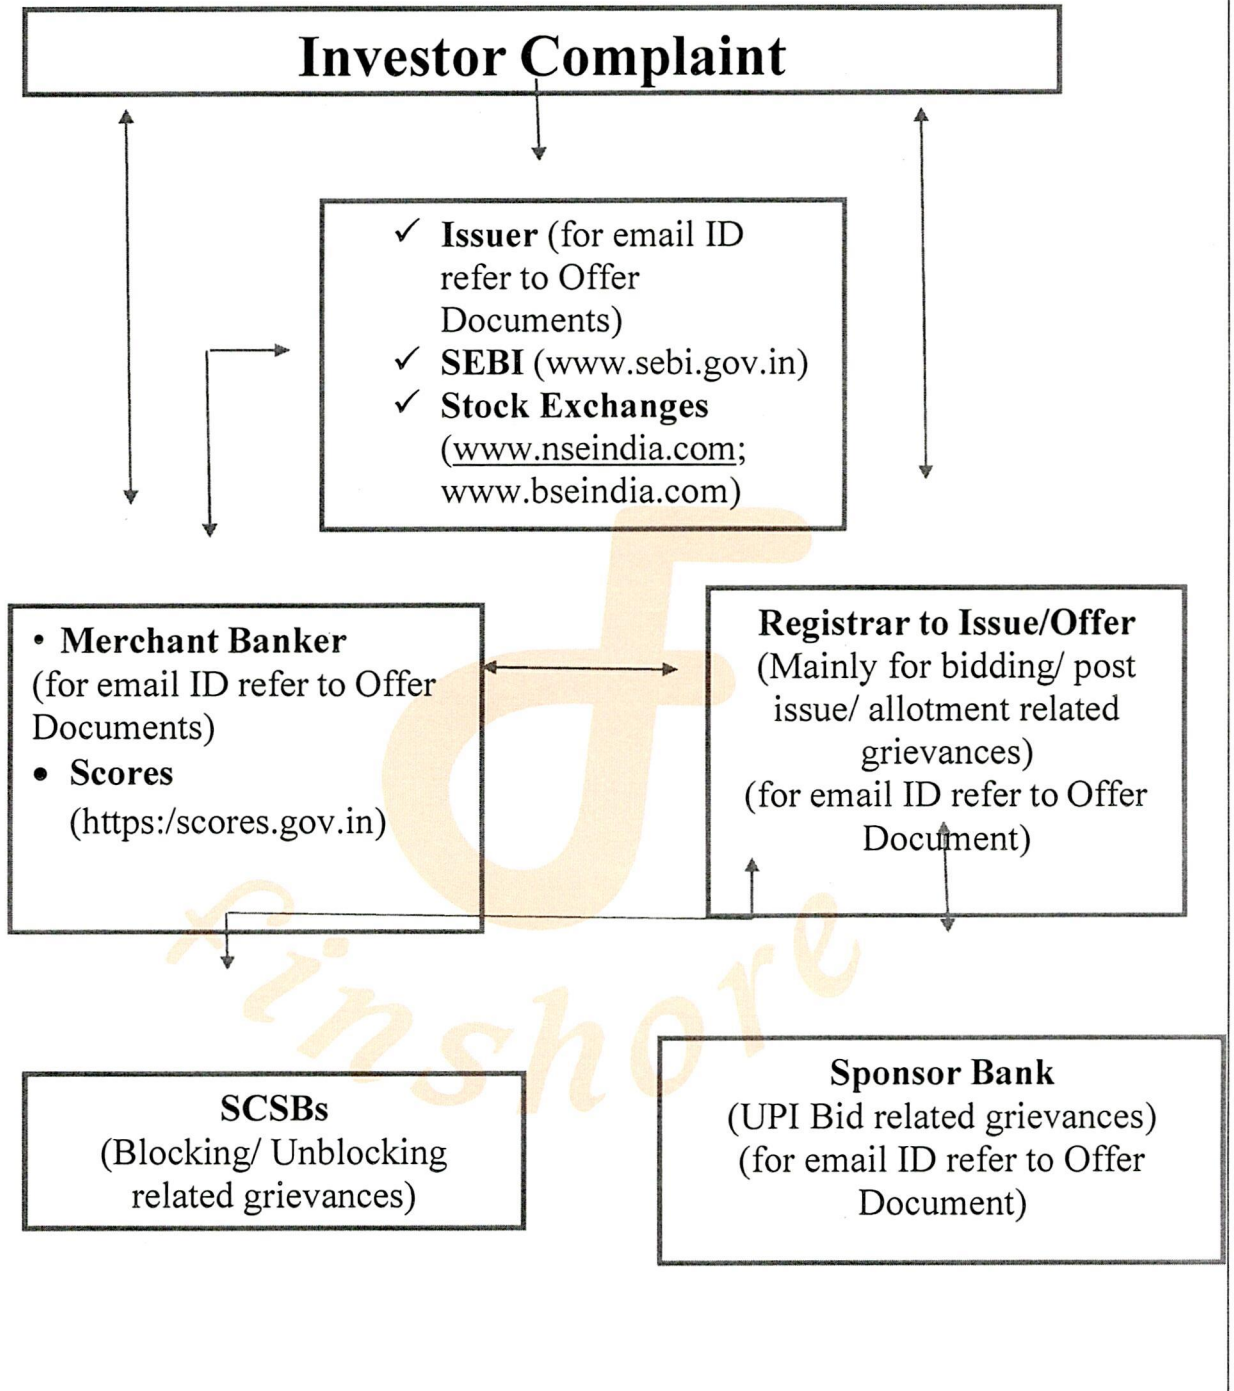 Investor Complaint
✓ Issuer (for email ID
refer to Offer
Documents)
✓ SEBI (www.sebi.gov.in)
✓ Stock Exchanges
(www.nseindia.com;
www.bseindia.com)
• Merchant Banker
(for email ID refer to Offer
Documents)
• Scores
(https:/scores.gov.in)
Registrar to Issue/Offer
(Mainly for bidding/ post
issue/ allotment related
grievances)
(for email ID refer to Offer
Document)
finshore
SCSBs
(Blocking/ Unblocking
related grievances)
Sponsor Bank
(UPI Bid related grievances)
(for email ID refer to Offer
Document)